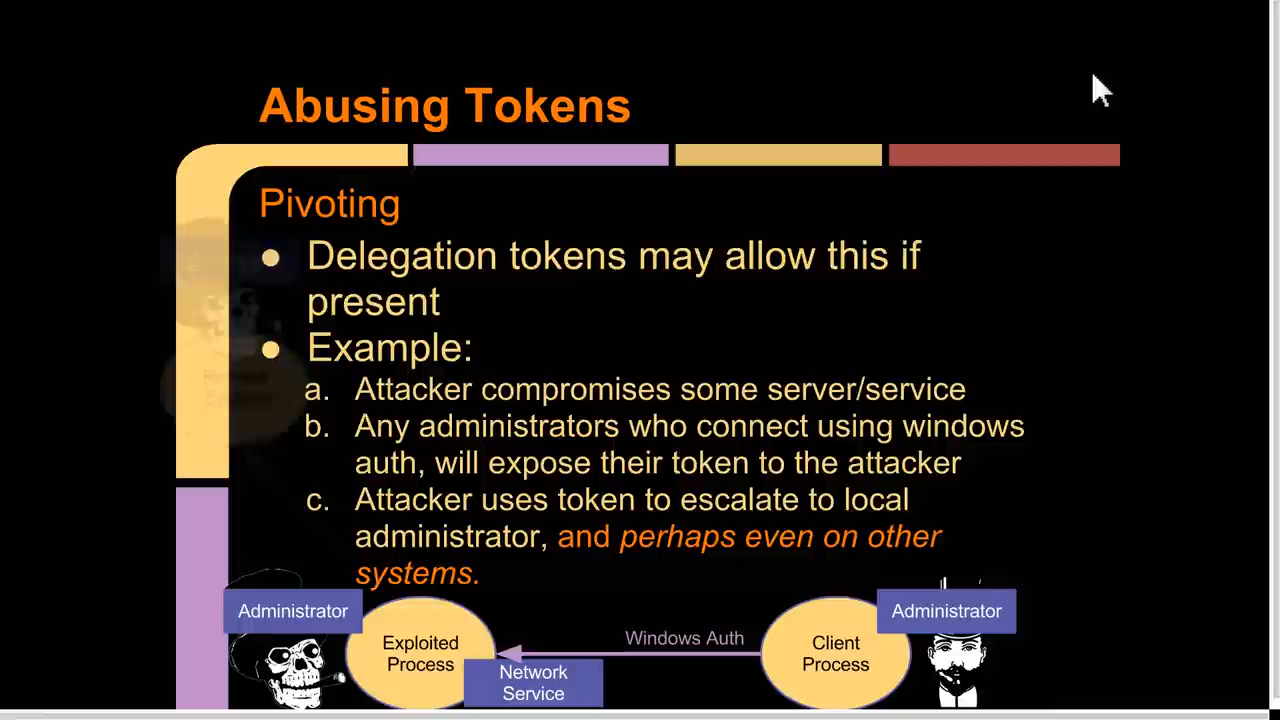 Abusing Tokens
Pivoting
● Delegation tokens may allow this if
present
● Example:
a. Attacker compromises some server/service
b. Any administrators who connect using windows
auth, will expose their token to the attacker
c. Attacker uses token to escalate to local
administrator, and perhaps even on other
systems.
Administrator
Exploited
Process
Network
Service
Windows Auth
Client
Process
Administrator